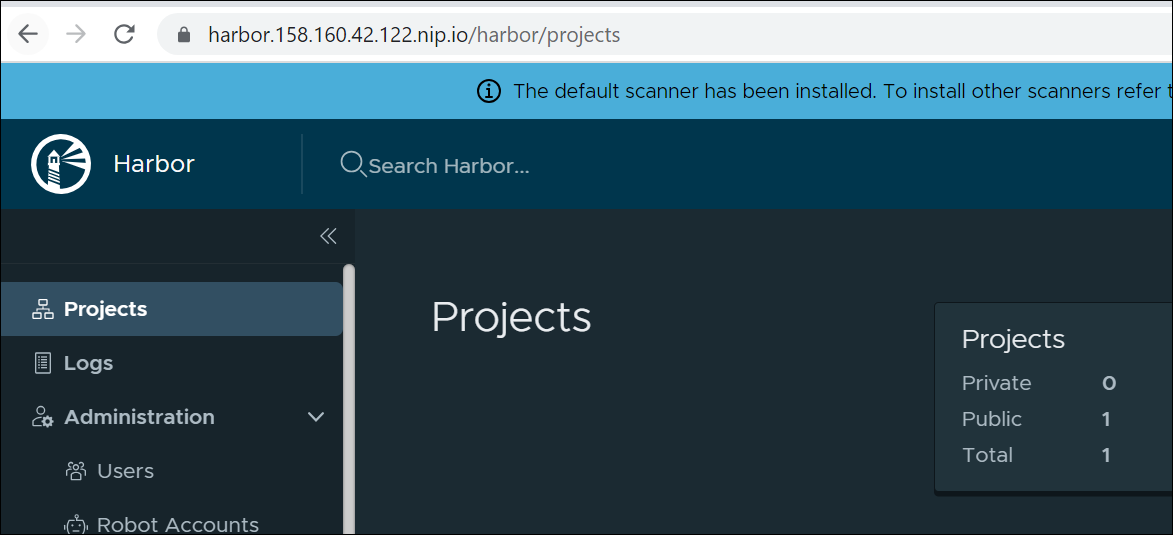 harbor.158.160.42.122.nip.io/harbor/projects
The default scanner has been installed. To install other scanners refer
Harbor
Search Harbor...
Projects
Logs
Administration
Users
Robot Accounts
Projects
Projects
Private 0
Public 1
Total 1